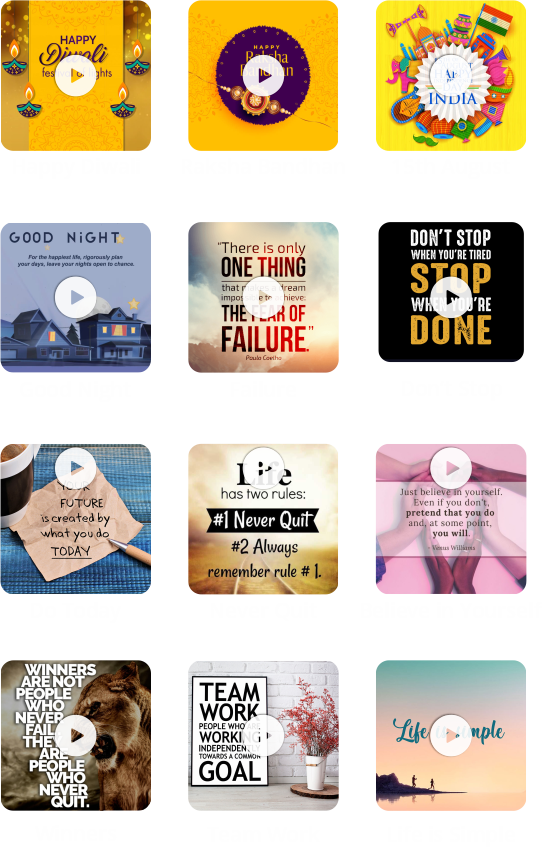 HAPPY
Diwali
festival of lights
HAPPY
Raksha
INDIA
GOOD NiGHT
For the happiest life, rigorously plan
your days, leave your nights open to chance.
"There is only
ONE THING
that makes a dream
impossible to achieve:
THE FEAR OF
FAILURE."
Paulo Coelho
DON'T STOP
WHEN YOU'RE TIRED
STOP
WHEN YOU'RE
DONE
YOUR
FUTURE
is created by
what you do
TODAY
Life
has two rules:
#1 Never Quit
#2 Always
remember rule # 1.
Just believe in yourself.
Even if you don't,
pretend that you do
and, at some point,
you will.
- Venus Williams
WINNERS
ARE NOT
PEOPLE
WHO
NEVER
FAIL
THEY
ARE
PEOPLE
WHO
NEVER
QUIT.
TEAM
WORK
PEOPLE WHO ARE
WORKING
INDEPENDENTLY
TOWARDS A COMMON
GOAL
Life is simple